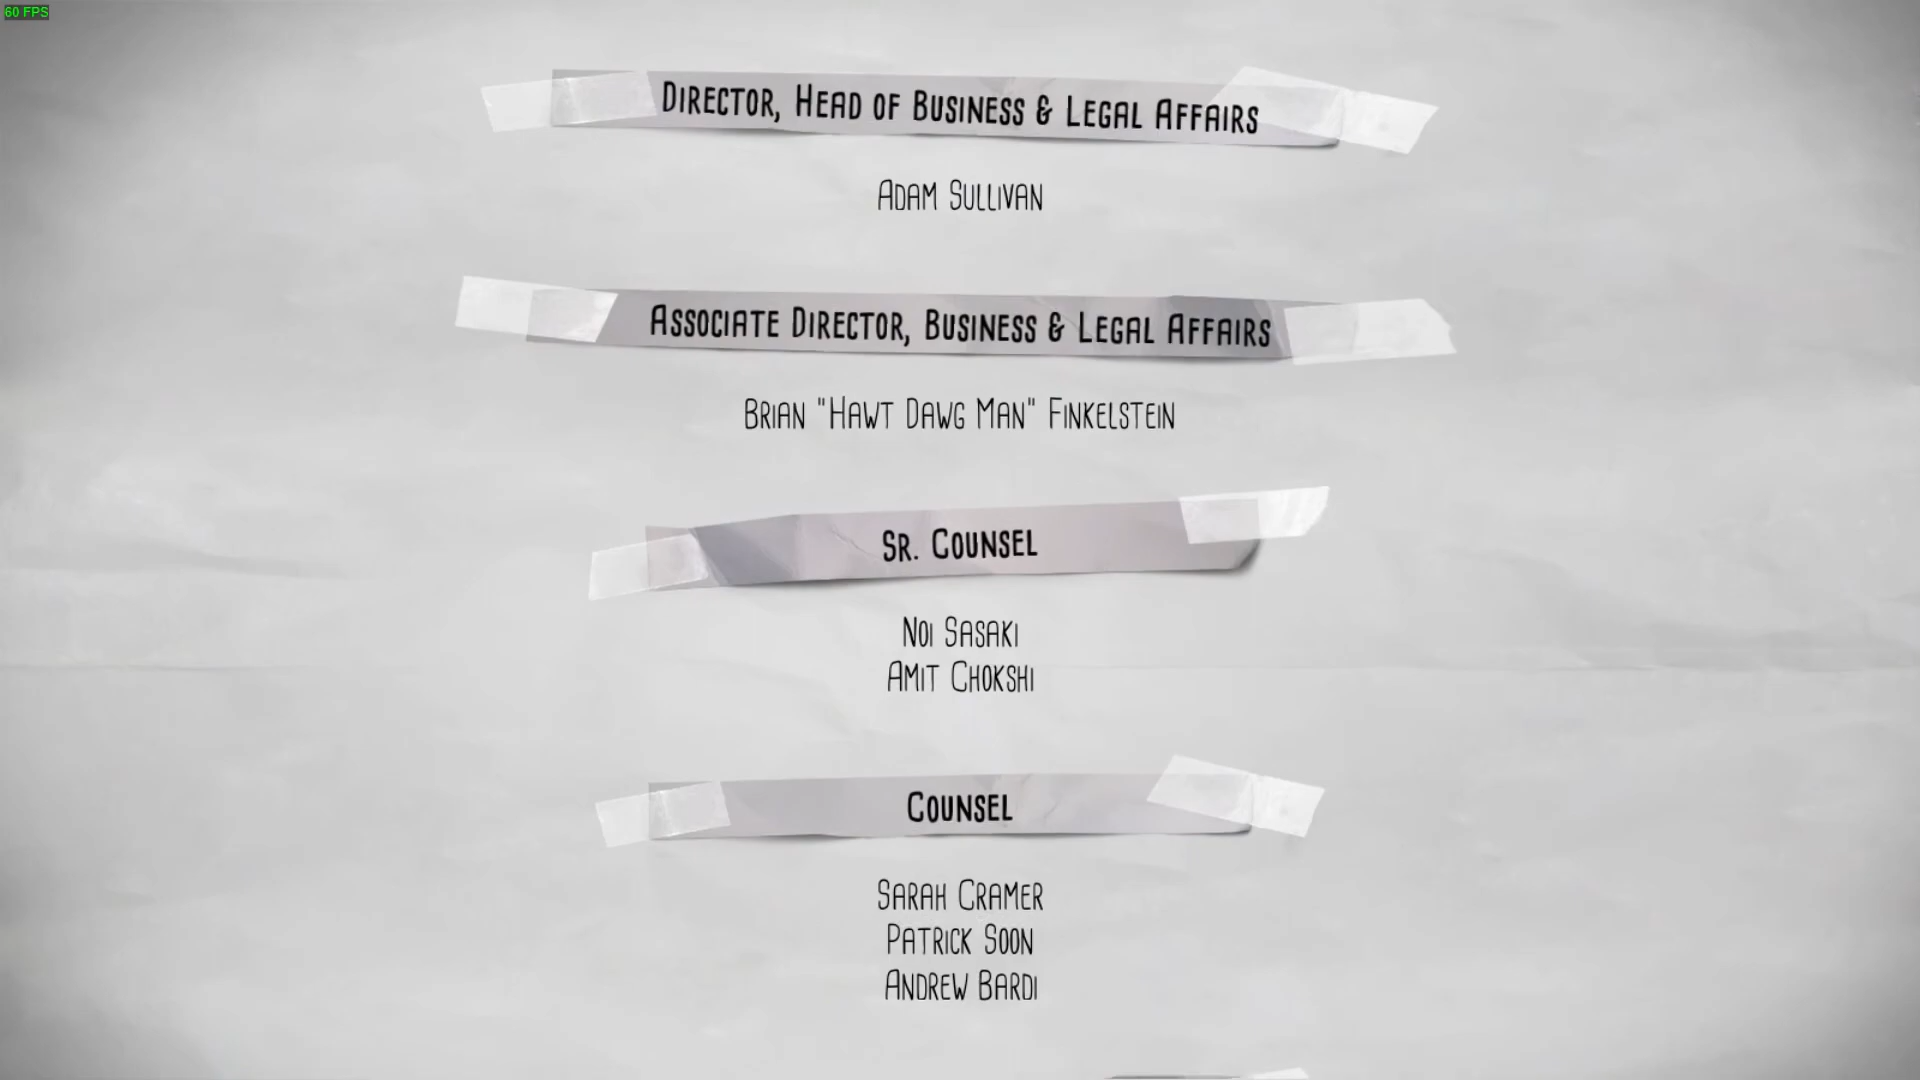 60 FPS
Director, Head of Business & Legal Affairs
Adam Sullivan
Associate Director, Business & Legal Affairs
Brian "Hawt Dawg Man" Finkelstein
Sr. Counsel
Noi Sasaki
Amit Chokshi
Counsel
Sarah Cramer
Patrick Soon
Andrew Bardi